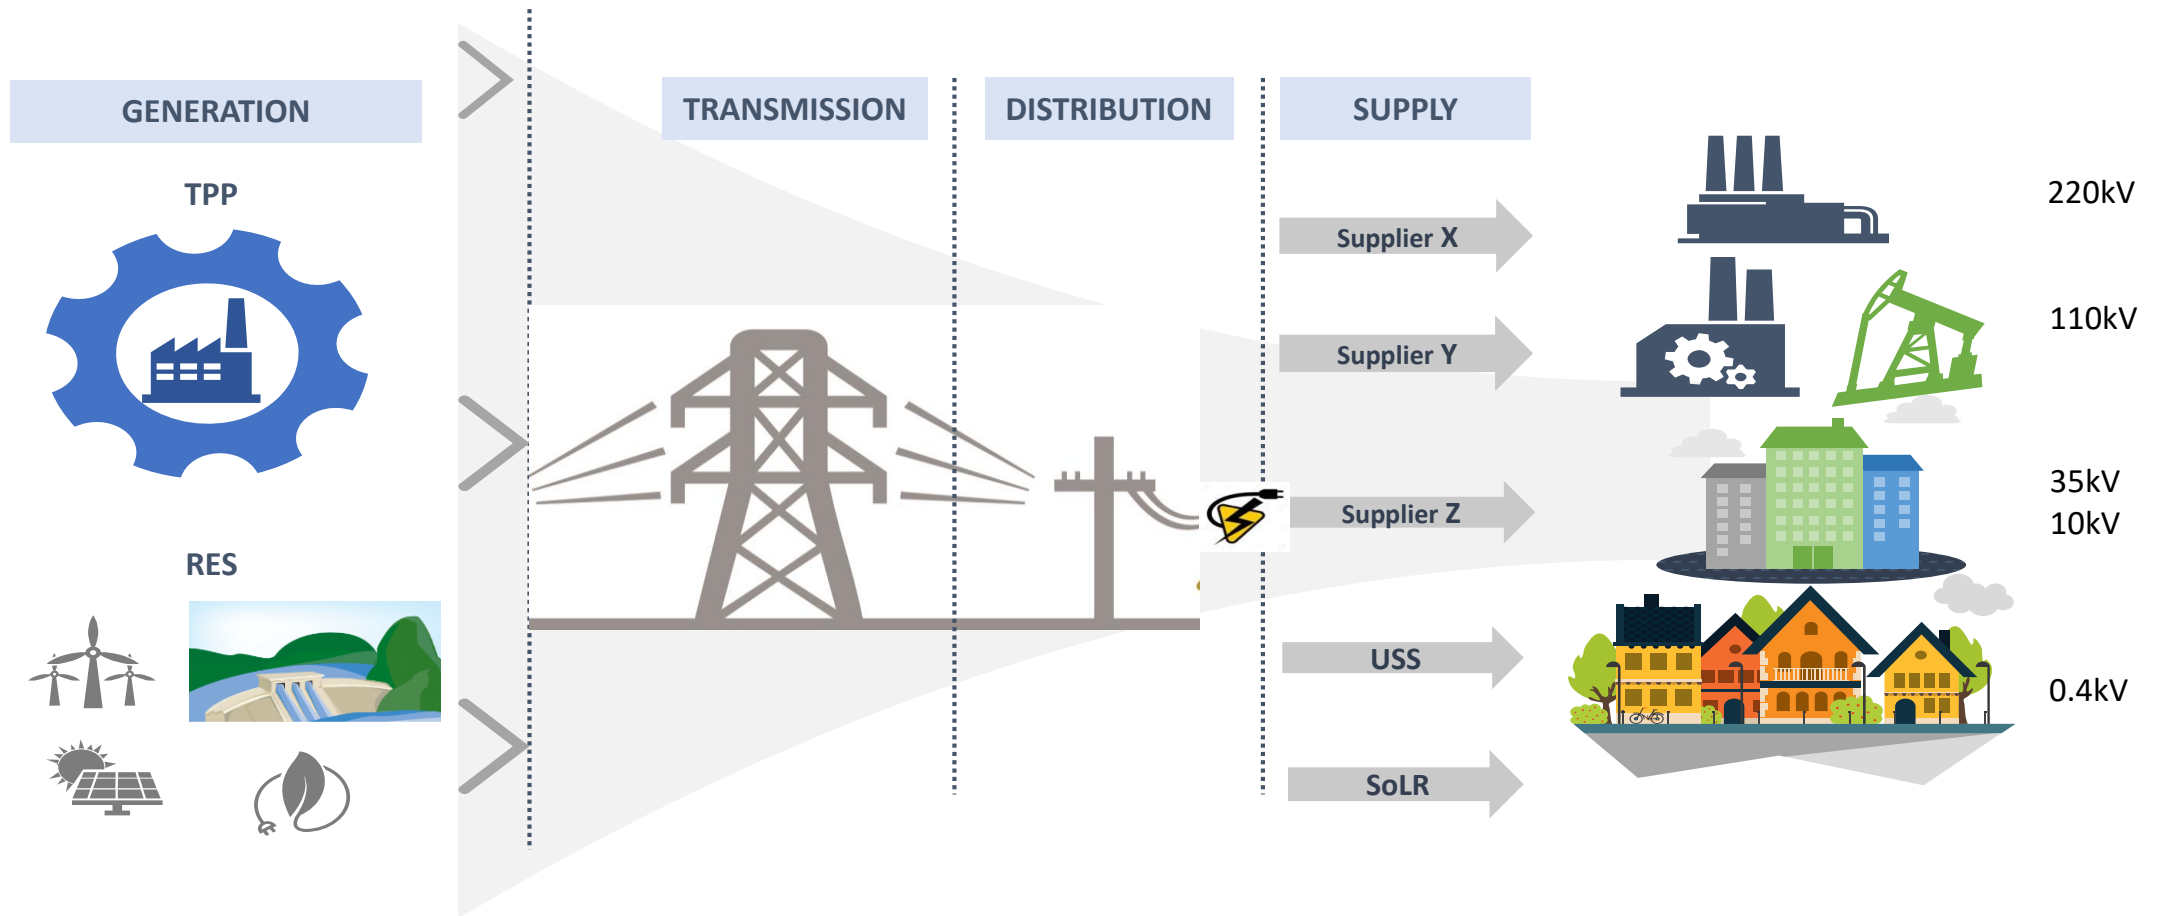 GENERATION
TRANSMISSION
DISTRIBUTION
SUPPLY
TPP
220kV
Supplier X
110kV
Supplier Y
35kV
Supplier Z
10kV
RES
USS
0.4kV
SoLR